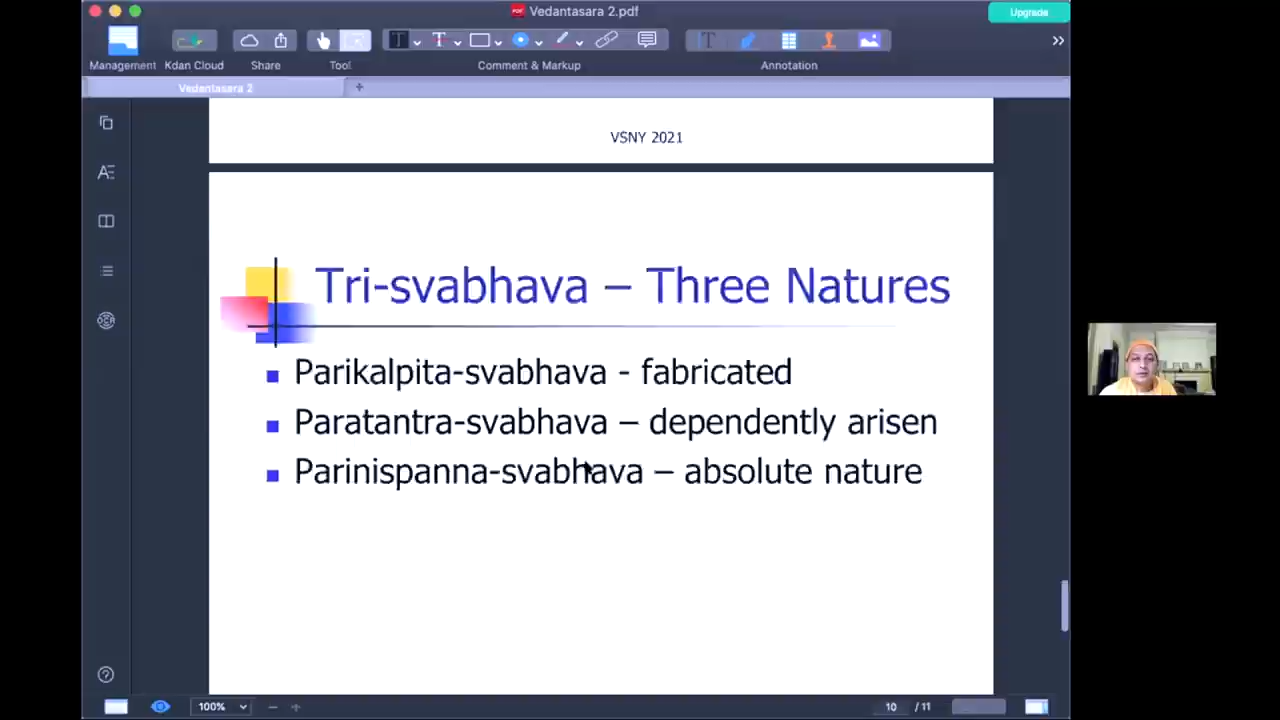 Vedantasara 2.pdf
Upgrade
Management Kdan Cloud Share Tool Comment & Markup Annotation
Vedantasara 2
VSNY 2021
Tri-svabhava – Three Natures
Parikalpita-svabhava - fabricated
Paratantra-svabhava – dependently arisen
Parinispanna-svabhava – absolute nature
100% 10 / 11